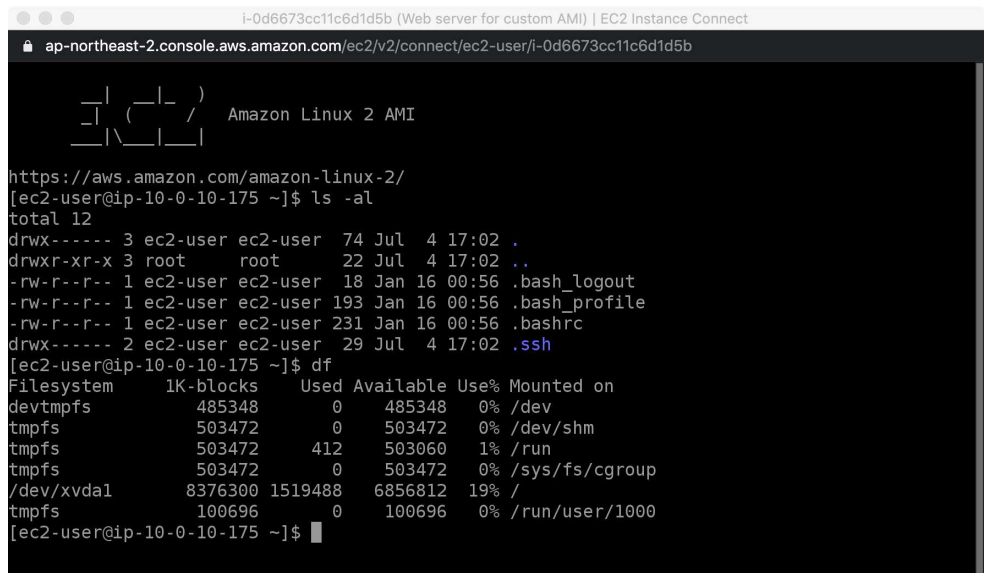 i-0d6673cc11c6d1d5b (Web server for custom AMI) | EC2 Instance Connect
ap-northeast-2.console.aws.amazon.com/ec2/v2/connect/ec2-user/i-0d6673cc11c6d1d5b
       __|  __|_  )
       _|  (     /   Amazon Linux 2 AMI
      ___|\___|___|
https://aws.amazon.com/amazon-linux-2/
[ec2-user@ip-10-0-10-175 ~]$ ls -al
total 12
drwx------ 3 ec2-user ec2-user  74 Jul  4 17:02 .
drwxr-xr-x 3 root     root      22 Jul  4 17:02 ..
-rw-r--r-- 1 ec2-user ec2-user  18 Jan 16 00:56 .bash_logout
-rw-r--r-- 1 ec2-user ec2-user 193 Jan 16 00:56 .bash_profile
-rw-r--r-- 1 ec2-user ec2-user 231 Jan 16 00:56 .bashrc
drwx------ 2 ec2-user ec2-user  29 Jul  4 17:02 .ssh
[ec2-user@ip-10-0-10-175 ~]$ df
Filesystem     1K-blocks    Used Available Use% Mounted on
devtmpfs          485348       0    485348   0% /dev
tmpfs             503472       0    503472   0% /dev/shm
tmpfs             503472     412    503060   1% /run
tmpfs             503472       0    503472   0% /sys/fs/cgroup
/dev/xvda1       8376300 1519488   6856812  19% /
tmpfs             100696       0    100696   0% /run/user/1000
[ec2-user@ip-10-0-10-175 ~]$